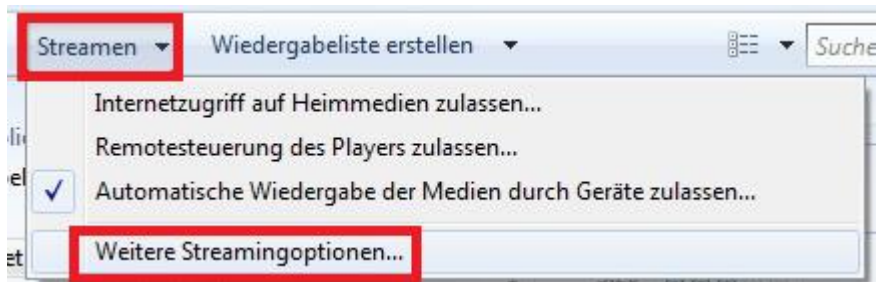 Streamen Wiedergabeliste erstellen Suche
Internetzugriff auf Heimmedien zulassen...
Remotesteuerung des Players zulassen...
Automatische Wiedergabe der Medien durch Geräte zulassen...
Weitere Streamingoptionen...